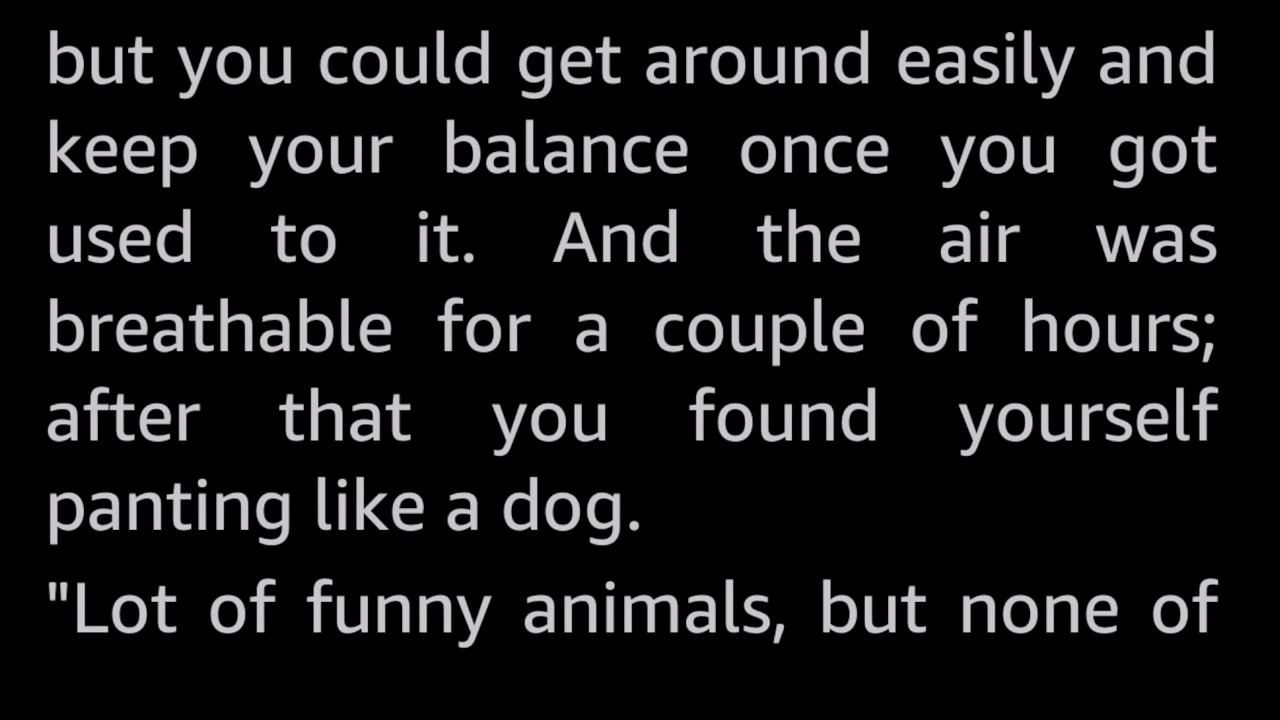 but you could get around easily and
keep your balance once you got
used to it. And the air was
breathable for a couple of hours;
after that you found yourself
panting like a dog.
"Lot of funny animals, but none of